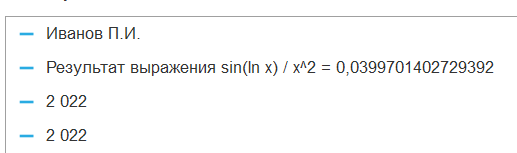 Иванов П.И.
Результат выражения sin(ln x) / x^2 = 0,0399701402729392
2 022
2 022